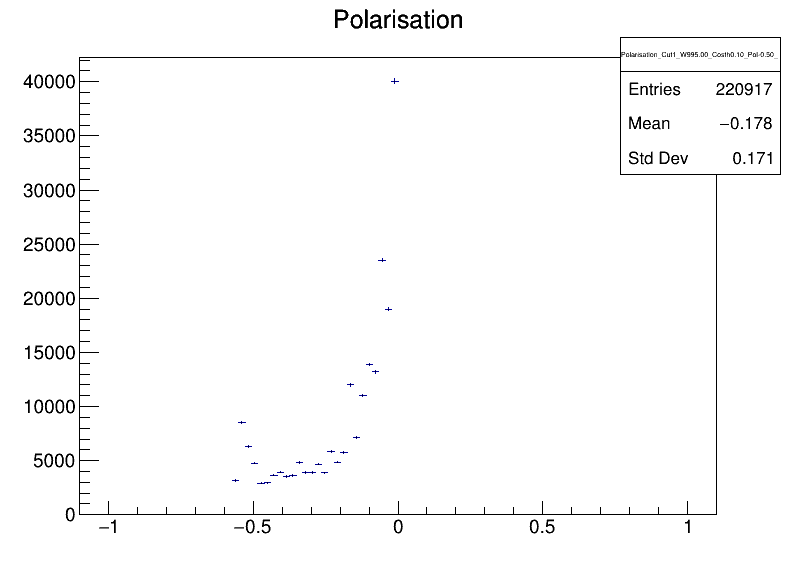 Polarisation
Polarisation_Cut1_W995.00_Costh0.10_Pol-0.50_
Entries 220917
Mean −0.178
Std Dev 0.171
40000
35000
30000
25000
20000
15000
10000
5000
0
−1 −0.5 0 0.5 1